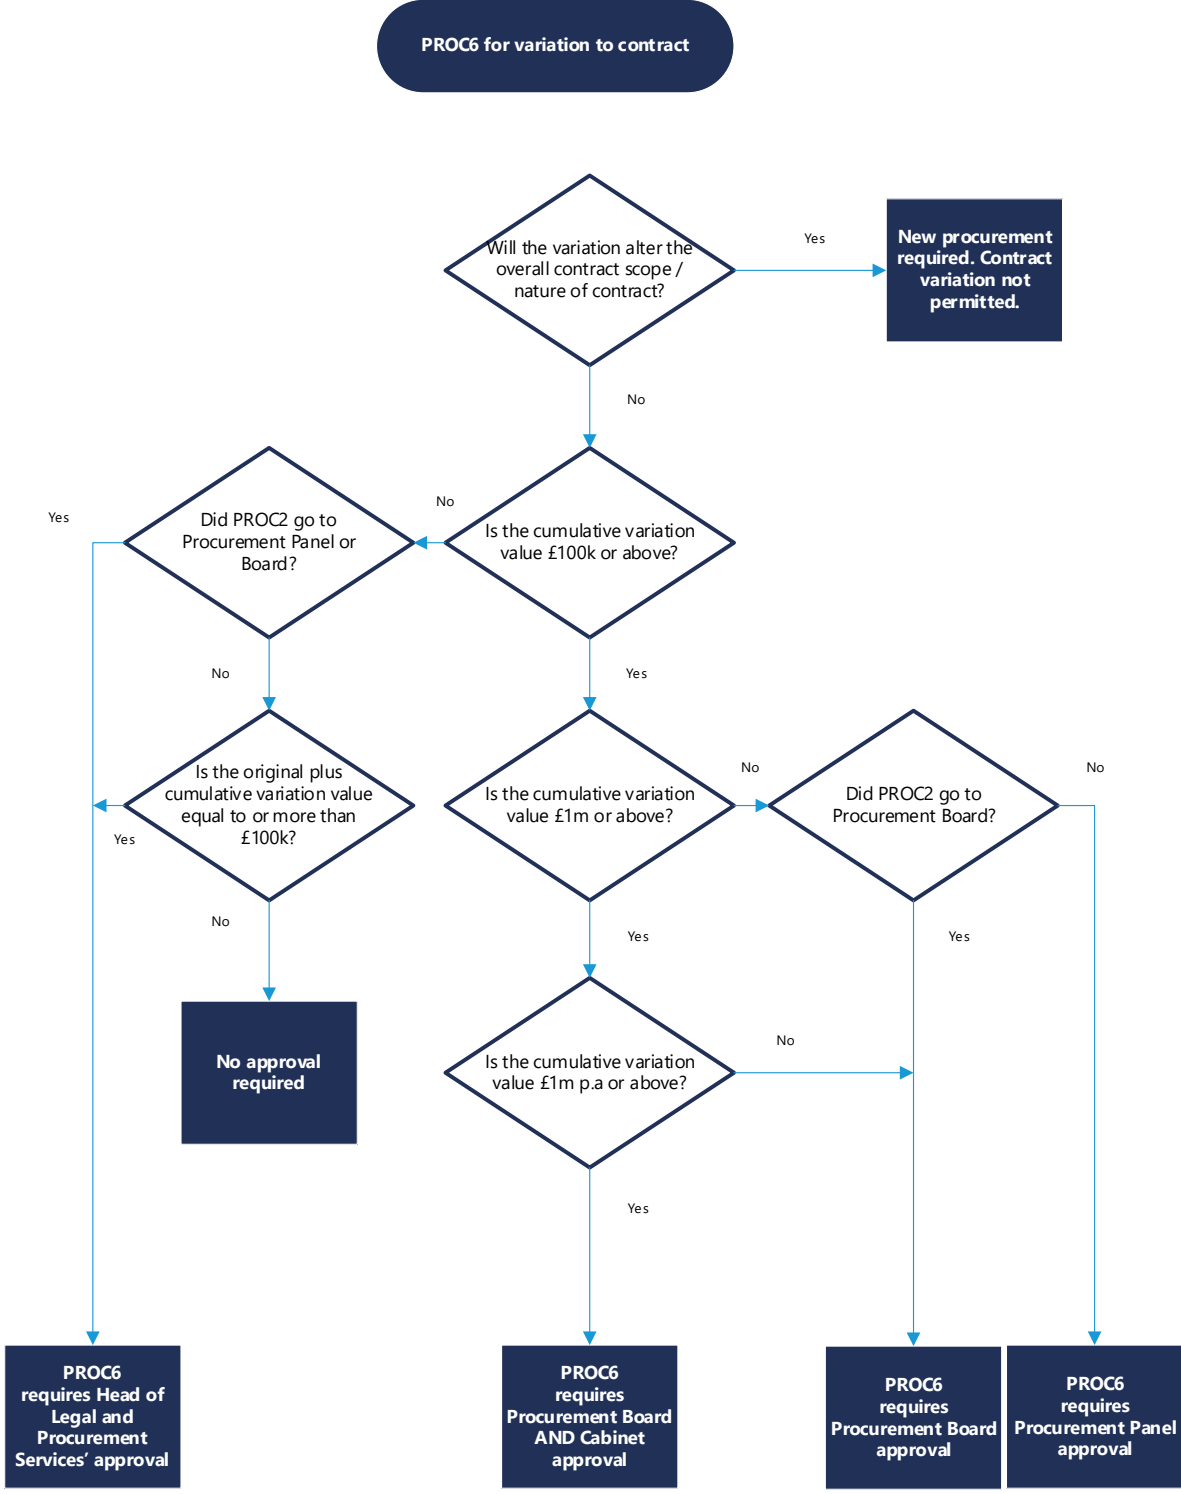 PROC6 for variation to contract
Will the variation alter the
overall contract scope /
nature of contract?
Yes
New procurement
required. Contract
variation not
permitted.
No
Is the cumulative variation
value £100k or above?
No
Did PROC2 go to
Procurement Panel or
Board?
Yes
No
Yes
Is the original plus
cumulative variation value
equal to or more than
£100k?
Yes
No
No approval
required
Is the cumulative variation
value £1m or above?
No
Did PROC2 go to
Procurement Board?
No
Yes
Yes
Is the cumulative variation
value £1m p.a or above?
No
Yes
PROC6
requires Head of
Legal and
Procurement
Services’ approval
PROC6
requires
Procurement Board
AND Cabinet
approval
PROC6
requires
Procurement Board
approval
PROC6
requires
Procurement Panel
approval